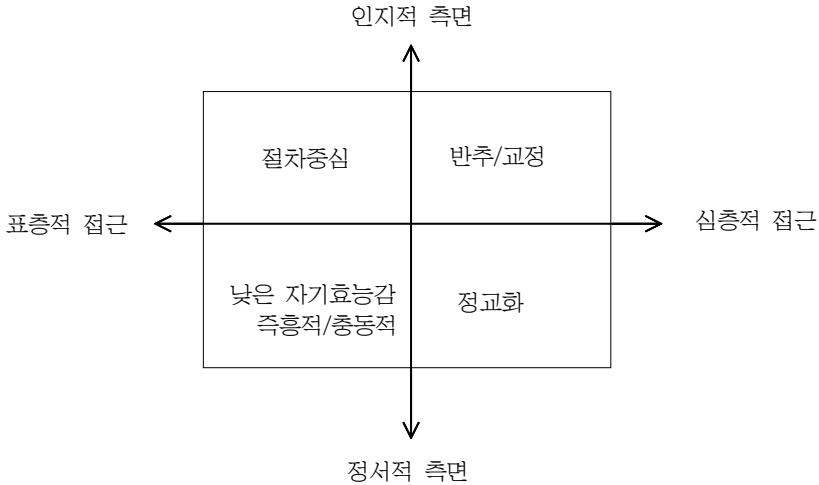 인지적 측면
절차중심
반추/교정
표층적 접근
심층적 접근
낮은 자기효능감
즉흥적/충동적
정교화
정서적 측면